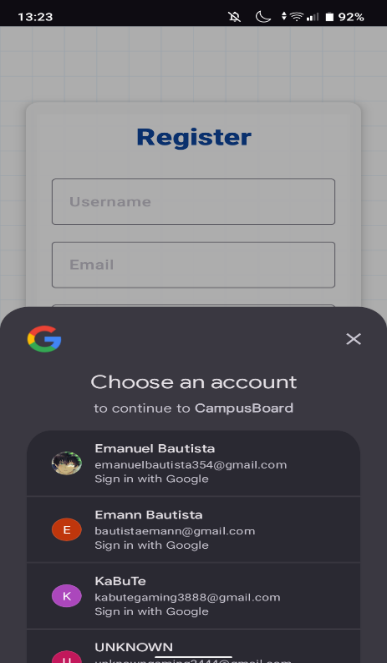 13:23
92%
Register
Username
Email
G
Choose an account
to continue to CampusBoard
Emanuel Bautista
emanuelbautista354@gmail.com
Sign in with Google
E
Emann Bautista
bautistaemann@gmail.com
Sign in with Google
K
KaBuTe
kabutegaming3888@gmail.com
Sign in with Google
U
UNKNOWN